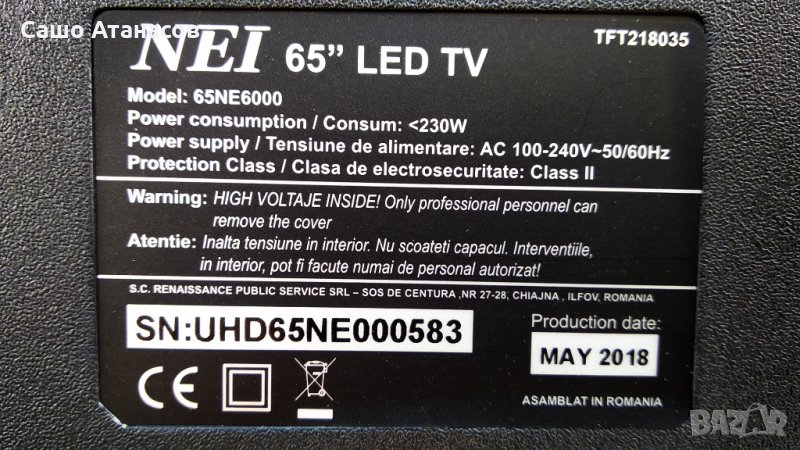 Сашо Атанасов
NEI 65” LED TV
TFT218035
Model: 65NE6000
Power consumption / Consum: <230W
Power supply / Tensiune de alimentare: AC 100-240V~50/60Hz
Protection Class / Clasa de electrosecuritate: Class II
Warning: HIGH VOLTAJE INSIDE! Only professional personnel can
remove the cover
Atentie: Inalta tensiune in interior. Nu scoateti capacul. Interventiile,
in interior, pot fi facute numai de personal autorizat!
S.C. RENAISSANCE PUBLIC SERVICE SRL – SOS DE CENTURA ,NR 27-28, CHIAJNA , ILFOV, ROMANIA
SN:UHD65NE000583
Production date:
MAY 2018
CE
ASAMBLAT IN ROMANIA
BAZAR